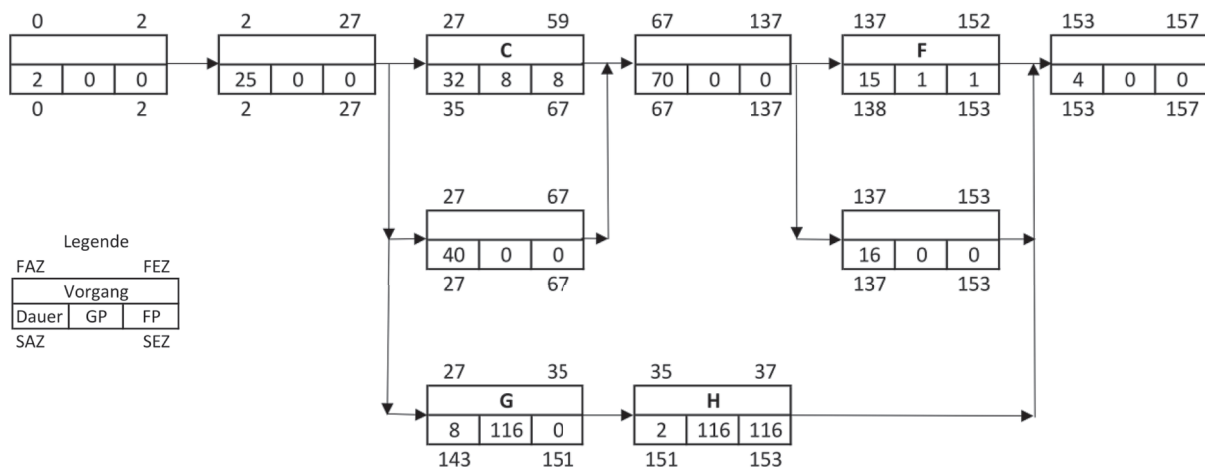 0 2 2 27 27 59 67 137 137 152 153 157
C F
2 0 0 25 0 0 32 8 8 70 0 0 15 1 1 4 0 0
0 2 2 27 35 67 67 137 138 153 153 157
27 67 137 153
40 0 0 16 0 0
27 67 137 153
Legende
FAZ FEZ
Vorgang
Dauer GP FP
SAZ SEZ
27 35 35 37
G H
8 116 0 2 116 116
143 151 151 153